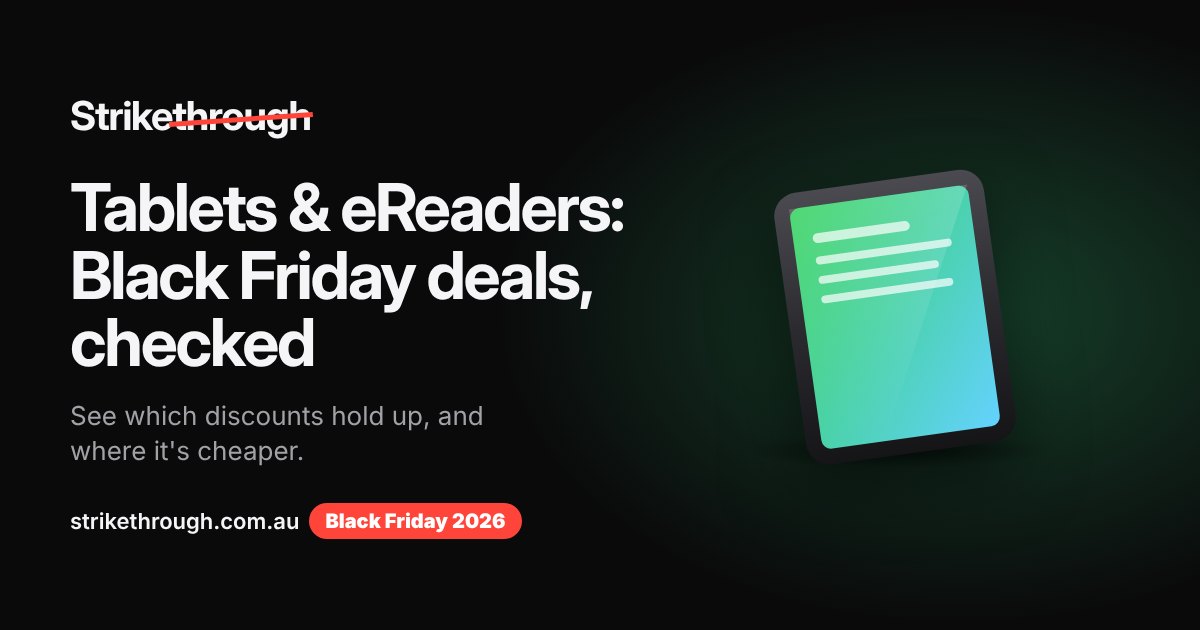 Strikethrough
Tablets & eReaders:
Black Friday deals,
checked
See which discounts hold up, and
where it's cheaper.
strikethrough.com.au Black Friday 2026